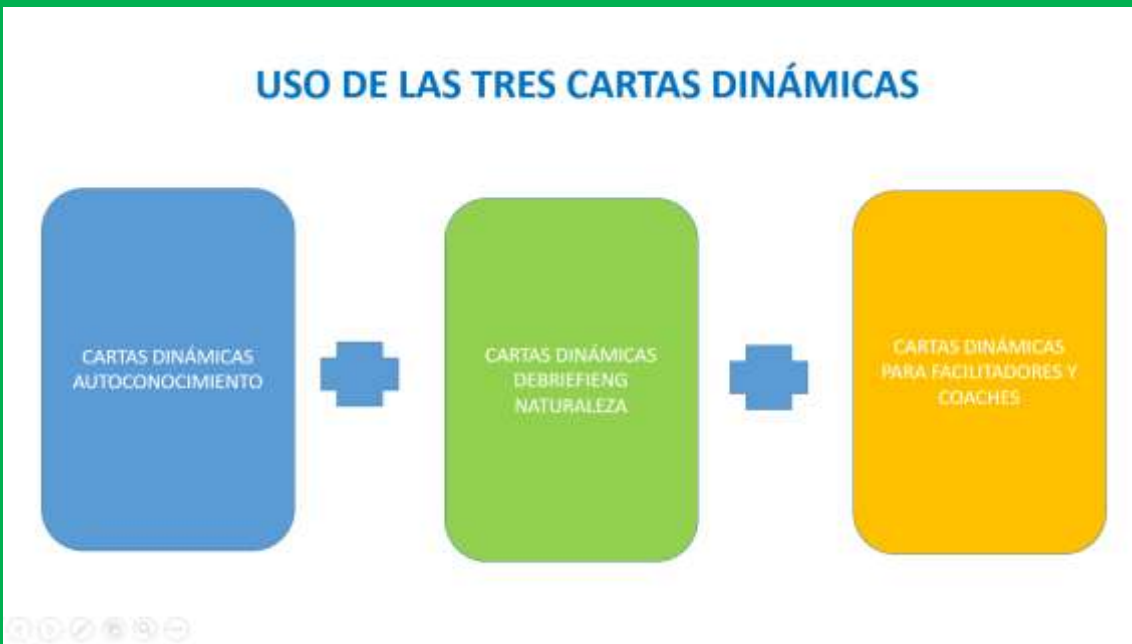 USO DE LAS TRES CARTAS DINÁMICAS
CARTAS DINÁMICAS
AUTOCONOCIMIENTO
CARTAS DINÁMICAS
DEBRIEFIENG
NATURALEZA
CARTAS DINÁMICAS
PARA FACILITADORES Y
COACHES